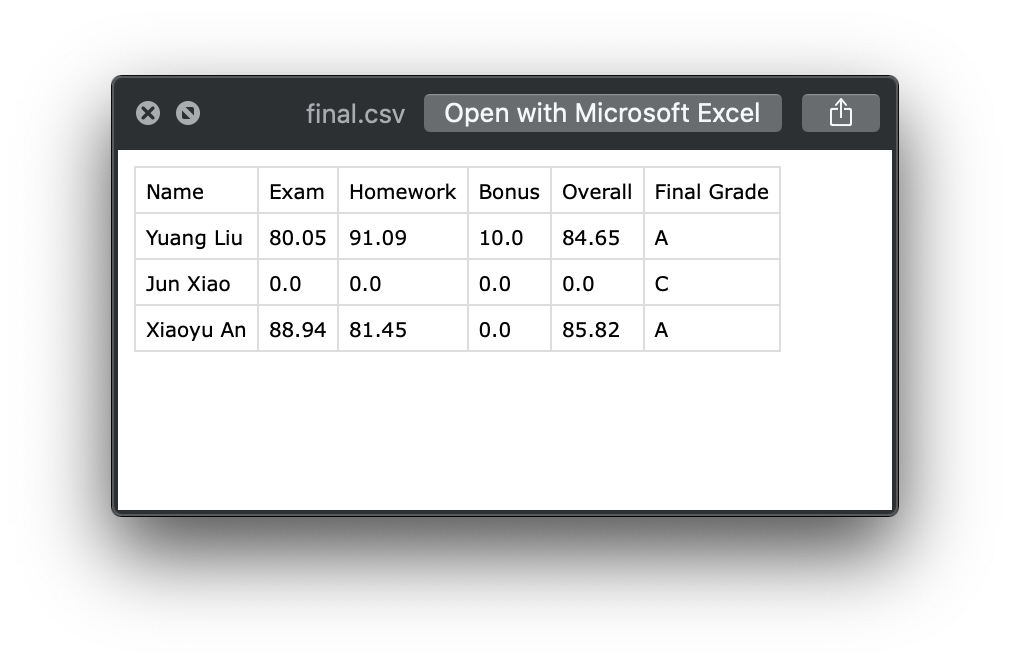 final.csv Open with Microsoft Excel
Name Exam Homework Bonus Overall Final Grade
Yuang Liu 80.05 91.09 10.0 84.65 A
Jun Xiao 0.0 0.0 0.0 0.0 C
Xiaoyu An 88.94 81.45 0.0 85.82 A